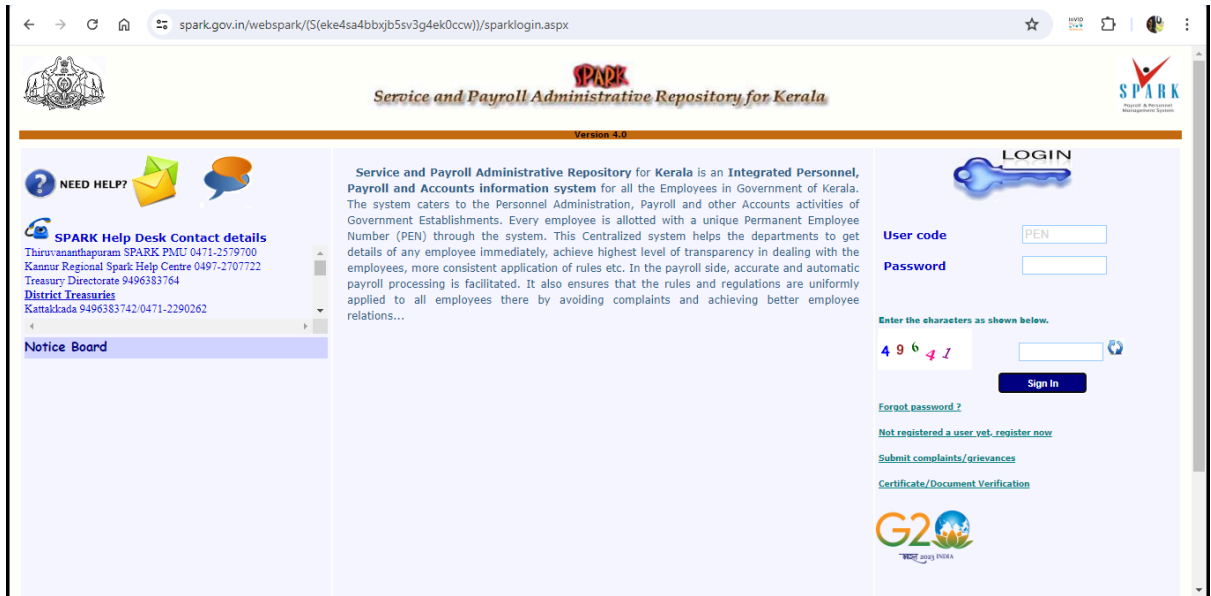 spark.gov.in/webspark/(S(eke4sa4bbxjb5sv3g4ek0ccw))/sparklogin.aspx
SPARK
Service and Payroll Administrative Repository for Kerala
SPARK
Payroll & Personnel
Management System
Version 4.0
NEED HELP?
SPARK Help Desk Contact details
Thiruvananthapuram SPARK PMU 0471-2579700
Kannur Regional Spark Help Centre 0497-2707722
Treasury Directorate 9496383764
District Treasuries
Kattakkada 9496383742/0471-2290262
Notice Board
Service and Payroll Administrative Repository for Kerala is an Integrated Personnel,
Payroll and Accounts information system for all the Employees in Government of Kerala.
The system caters to the Personnel Administration, Payroll and other Accounts activities of
Government Establishments. Every employee is allotted with a unique Permanent Employee
Number (PEN) through the system. This Centralized system helps the departments to get
details of any employee immediately, achieve highest level of transparency in dealing with the
employees, more consistent application of rules etc. In the payroll side, accurate and automatic
payroll processing is facilitated. It also ensures that the rules and regulations are uniformly
applied to all employees there by avoiding complaints and achieving better employee
relations...
LOGIN
User code PEN
Password
Enter the characters as shown below.
4 9 6 4 1
Sign In
Forgot password ?
Not registered a user yet, register now
Submit complaints/grievances
Certificate/Document Verification
G20
भारत 2023 INDIA